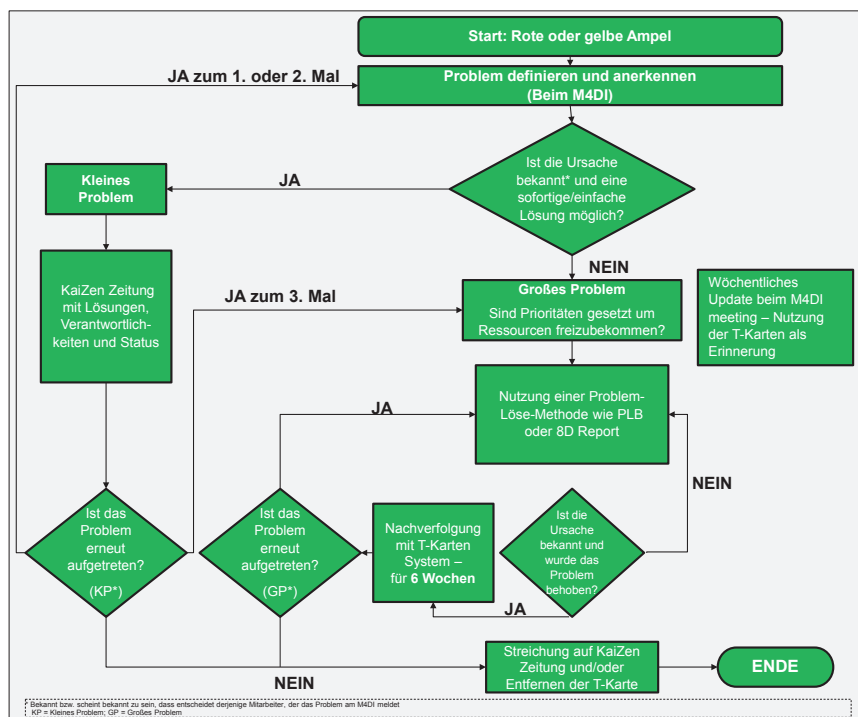 Start: Rote oder gelbe Ampel
JA zum 1. oder 2. Mal
Problem definieren und anerkennen
(Beim M4DI)
Ist die Ursache
bekannt* und eine
sofortige/einfache
Lösung möglich?
JA
Kleines
Problem
NEIN
KaiZen Zeitung
mit Lösungen,
Verantwortlich-
keiten und Status
JA zum 3. Mal
Großes Problem
Sind Prioritäten gesetzt um
Ressourcen freizubekommen?
Wöchentliches
Update beim M4DI
meeting – Nutzung
der T-Karten als
Erinnerung
JA
Nutzung einer Problem-
Löse-Methode wie PLB
oder 8D Report
NEIN
Ist das
Problem
erneut
aufgetreten?
(KP*)
Ist das
Problem
erneut
aufgetreten?
(GP*)
Nachverfolgung
mit T-Karten
System –
für 6 Wochen
Ist die
Ursache
bekannt und
wurde das
Problem
behoben?
JA
NEIN
Streichung auf KaiZen
Zeitung und/oder
Entfernen der T-Karte
ENDE
* Bekannt bzw. scheint bekannt zu sein, dass entscheidet derjenige Mitarbeiter, der das Problem am M4DI meldet
KP = Kleines Problem; GP = Großes Problem